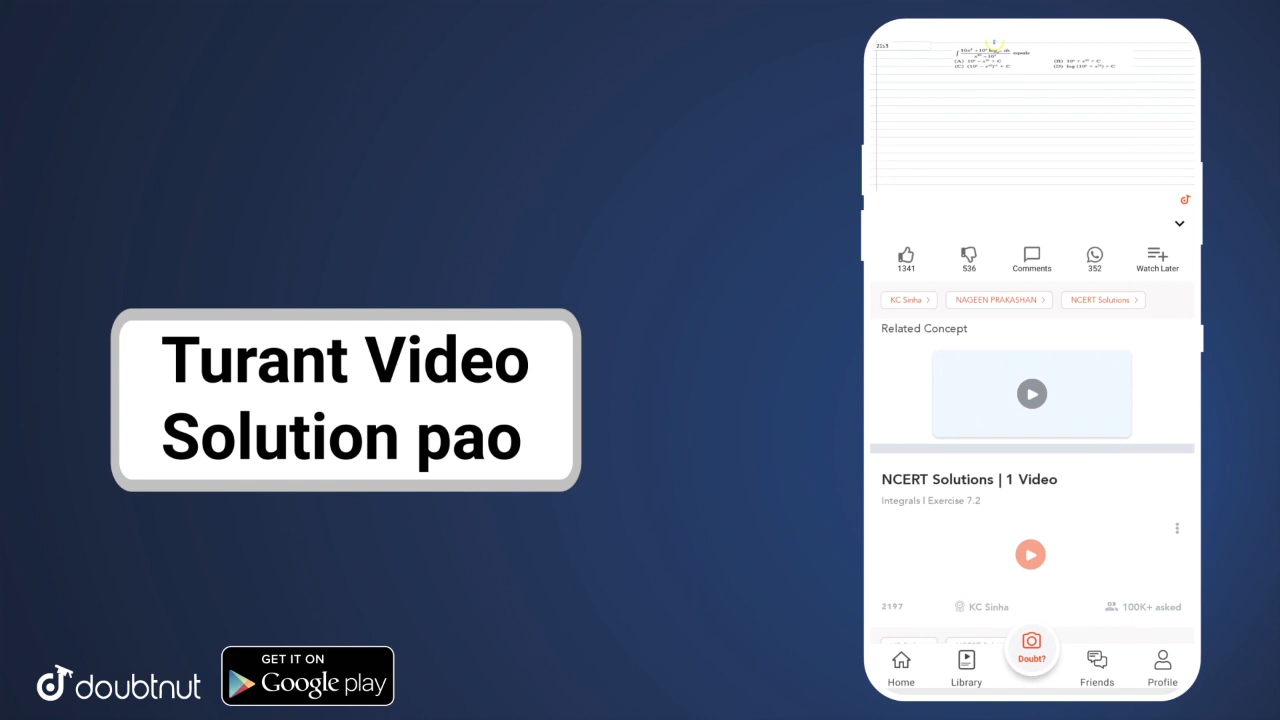 Turant Video
Solution pao
doubtnut
GET IT ON
Google play
2153
equals
1341
536
Comments
352
Watch Later
KC Sinha >
NAGEEN PRAKASHAN >
NCERT Solutions >
Related Concept
NCERT Solutions | 1 Video
Integrals | Exercise 7.2
2197
KC Sinha
100K+ asked
Doubt?
Home
Library
Friends
Profile